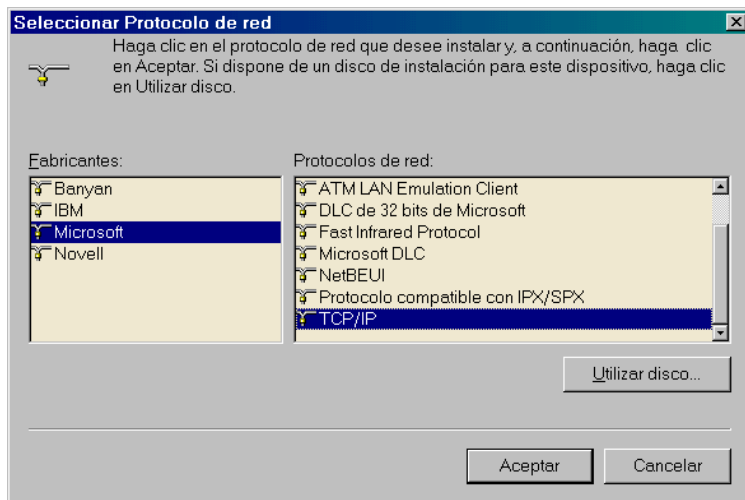 Seleccionar Protocolo de red
Haga clic en el protocolo de red que desee instalar y, a continuación, haga clic
en Aceptar. Si dispone de un disco de instalación para este dispositivo, haga clic
en Utilizar disco.
Fabricantes:
Banyan
IBM
Microsoft
Novell
Protocolos de red:
ATM LAN Emulation Client
DLC de 32 bits de Microsoft
Fast Infrared Protocol
Microsoft DLC
NetBEUI
Protocolo compatible con IPX/SPX
TCP/IP
Utilizar disco...
Aceptar
Cancelar